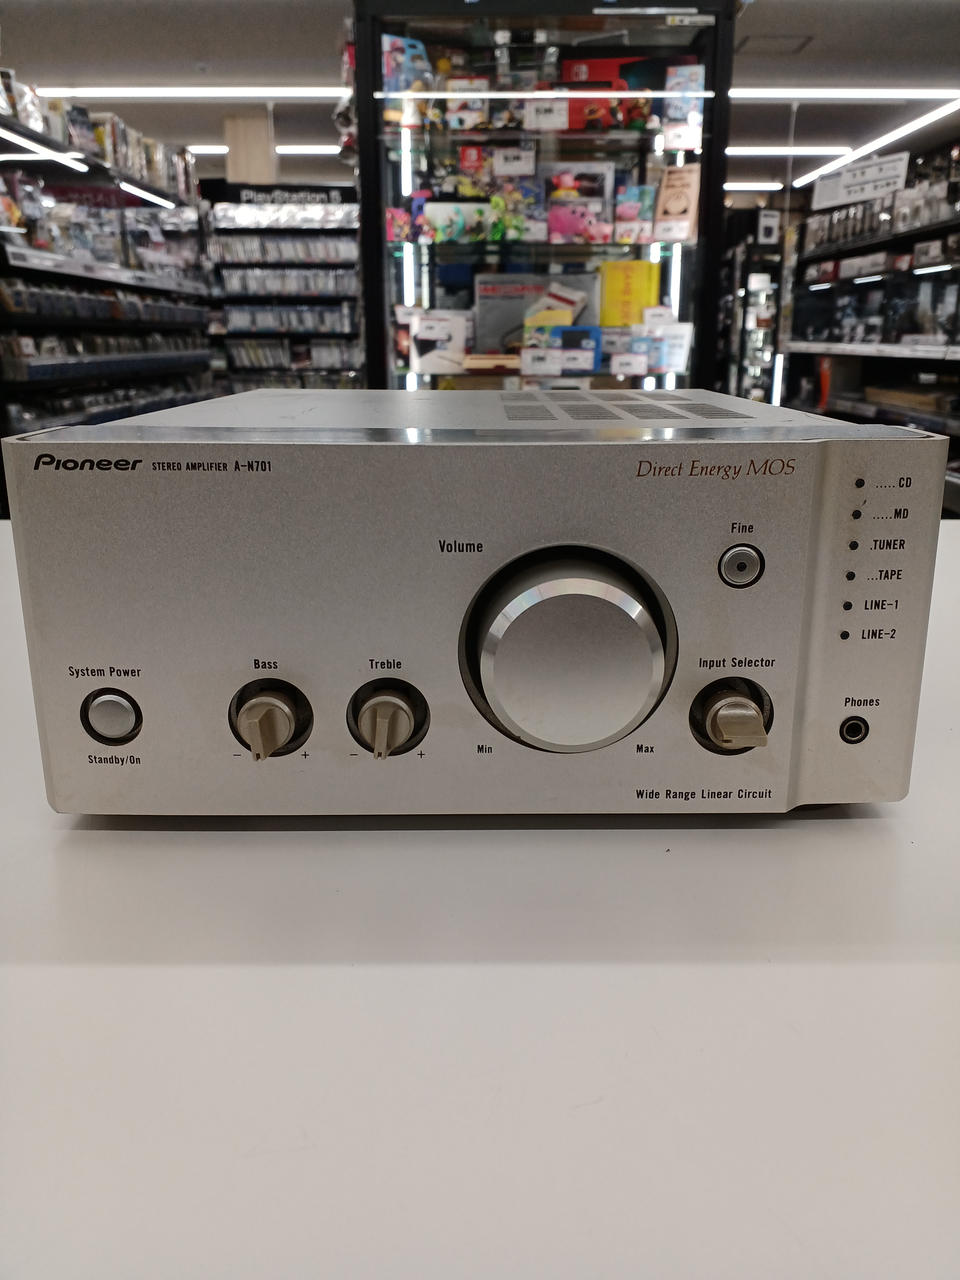 PlayStation 5
Pioneer STEREO AMPLIFIER A-N701
Direct Energy MOS
.....CD
.....MD
.TUNER
...TAPE
LINE-1
LINE-2
Fine
Volume
System Power
Bass
Treble
Input Selector
Phones
Standby/On
- +
- +
Min
Max
Wide Range Linear Circuit